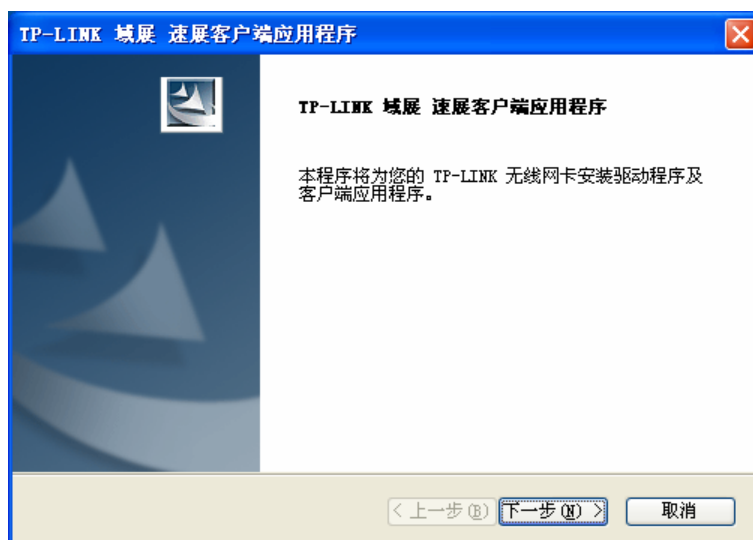 TP-LINK 域展 速展客户端应用程序
TP-LINK 域展 速展客户端应用程序
本程序将为您的 TP-LINK 无线网卡安装驱动程序及
客户端应用程序。
< 上一步(B) 下一步(N) > 取消